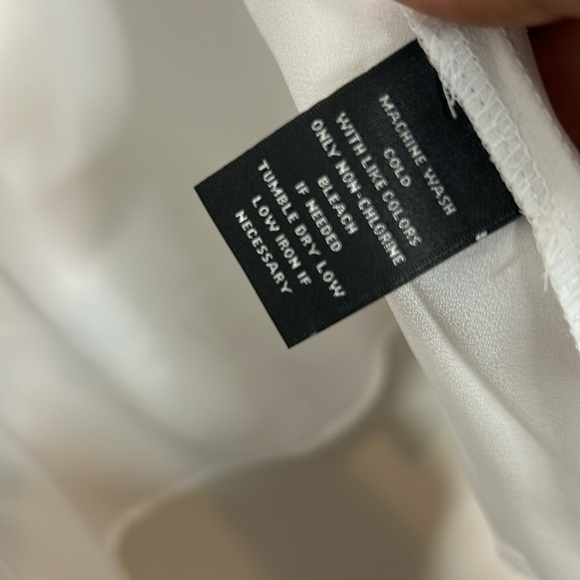 MACHINE WASH
COLD
WITH LIKE COLORS
ONLY NON-CHLORINE
BLEACH
IF NEEDED
TUMBLE DRY LOW
LOW IRON IF
NECESSARY